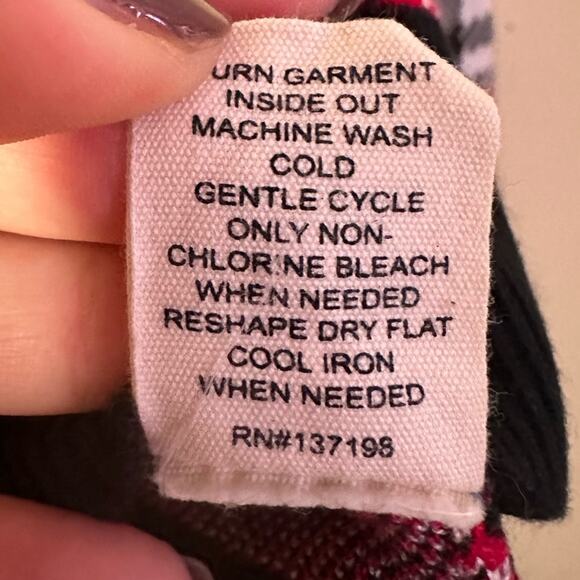 URN GARMENT
INSIDE OUT
MACHINE WASH
COLD
GENTLE CYCLE
ONLY NON-
CHLORINE BLEACH
WHEN NEEDED
RESHAPE DRY FLAT
COOL IRON
WHEN NEEDED
RN#137198